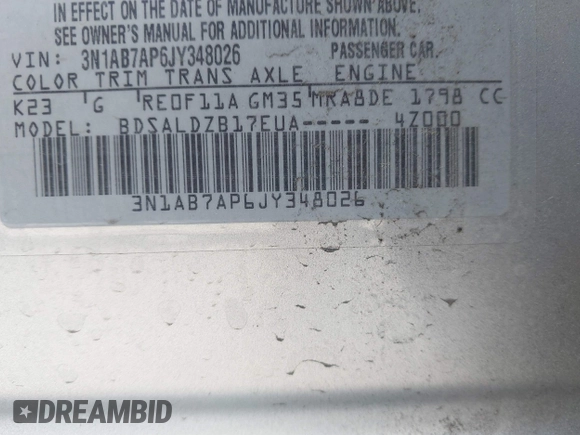 IN EFFECT ON THE DATE OF MANUFACTURE SHOWN ABOVE.
SEE OWNER'S MANUAL FOR ADDITIONAL INFORMATION.
VIN: 3N1AB7AP6JY348026 PASSENGER CAR
COLOR TRIM TRANS AXLE ENGINE
K23 G RE0F11A GM35 MRA8DE 1798 CC
MODEL: BDSALDZB17EUA----- 4Z000
3N1AB7AP6JY348026
DREAMBID